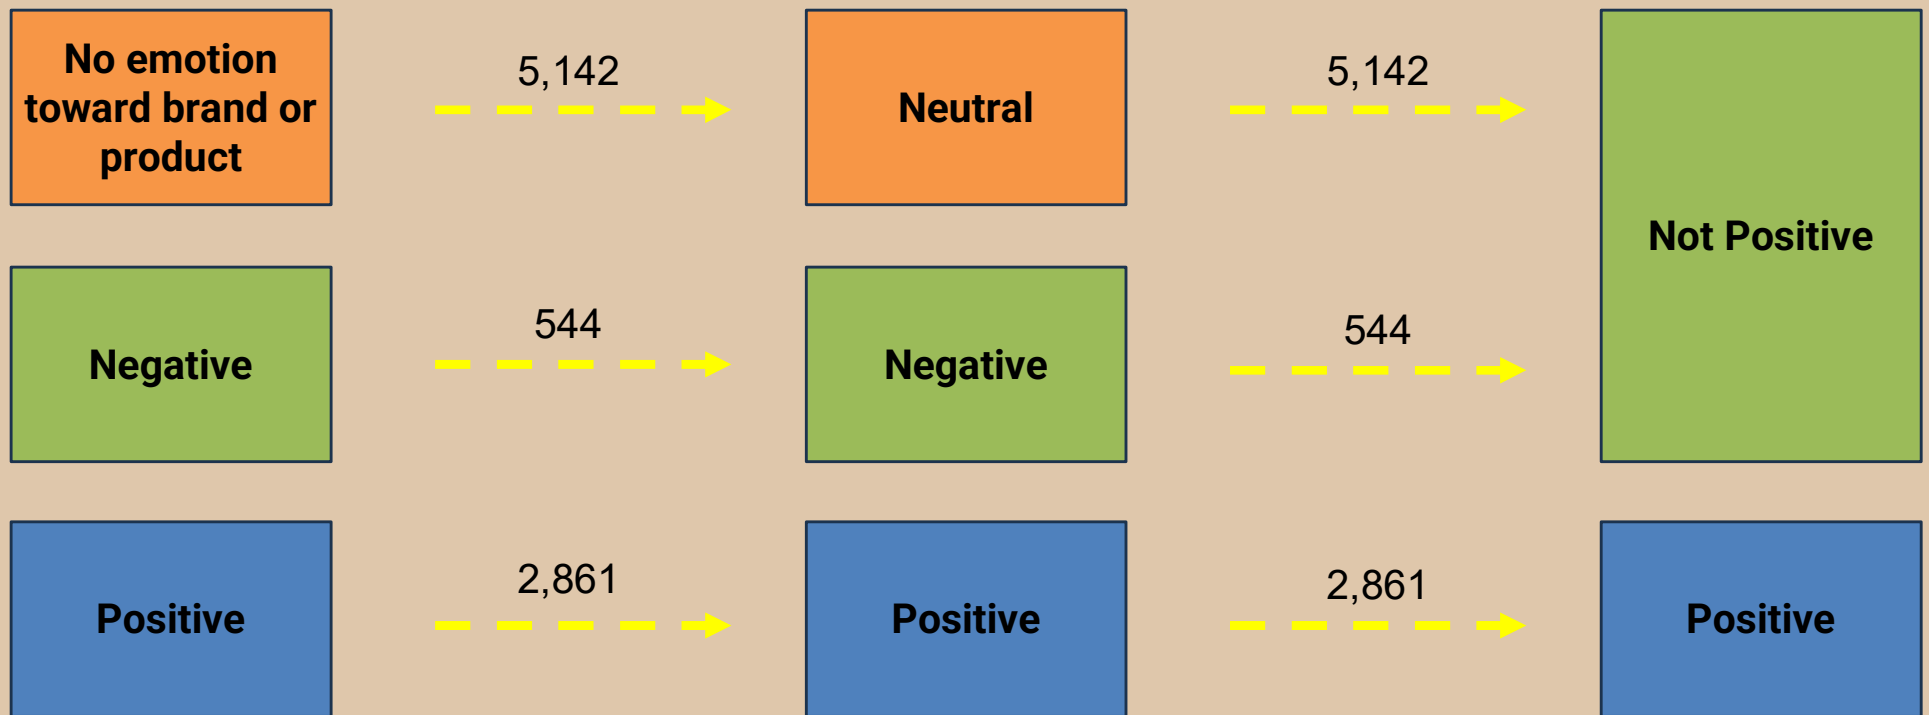 No emotion
toward brand or
product
5,142
Neutral
5,142
Not Positive
Negative
544
Negative
544
Positive
2,861
Positive
2,861
Positive